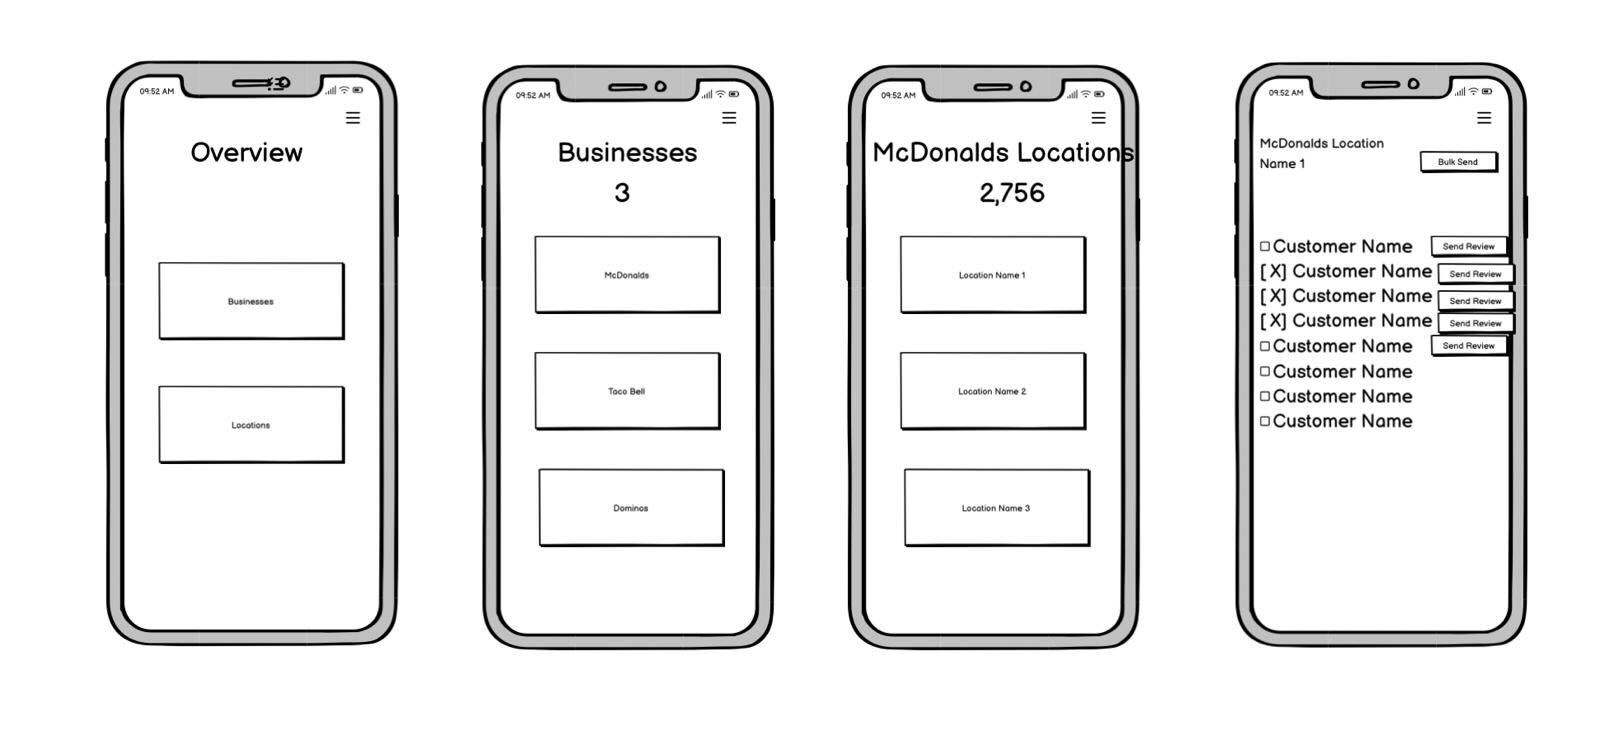 09:52 AM
Overview
Businesses
Locations
09:52 AM
Businesses
3
McDonalds
Taco Bell
Dominos
09:52 AM
McDonalds Locations
2,756
Location Name 1
Location Name 2
Location Name 3
09:52 AM
McDonalds Location
Name 1
Bulk Send
Customer Name Send Review
[ X] Customer Name Send Review
[ X] Customer Name Send Review
[ X] Customer Name Send Review
Customer Name Send Review
Customer Name
Customer Name
Customer Name